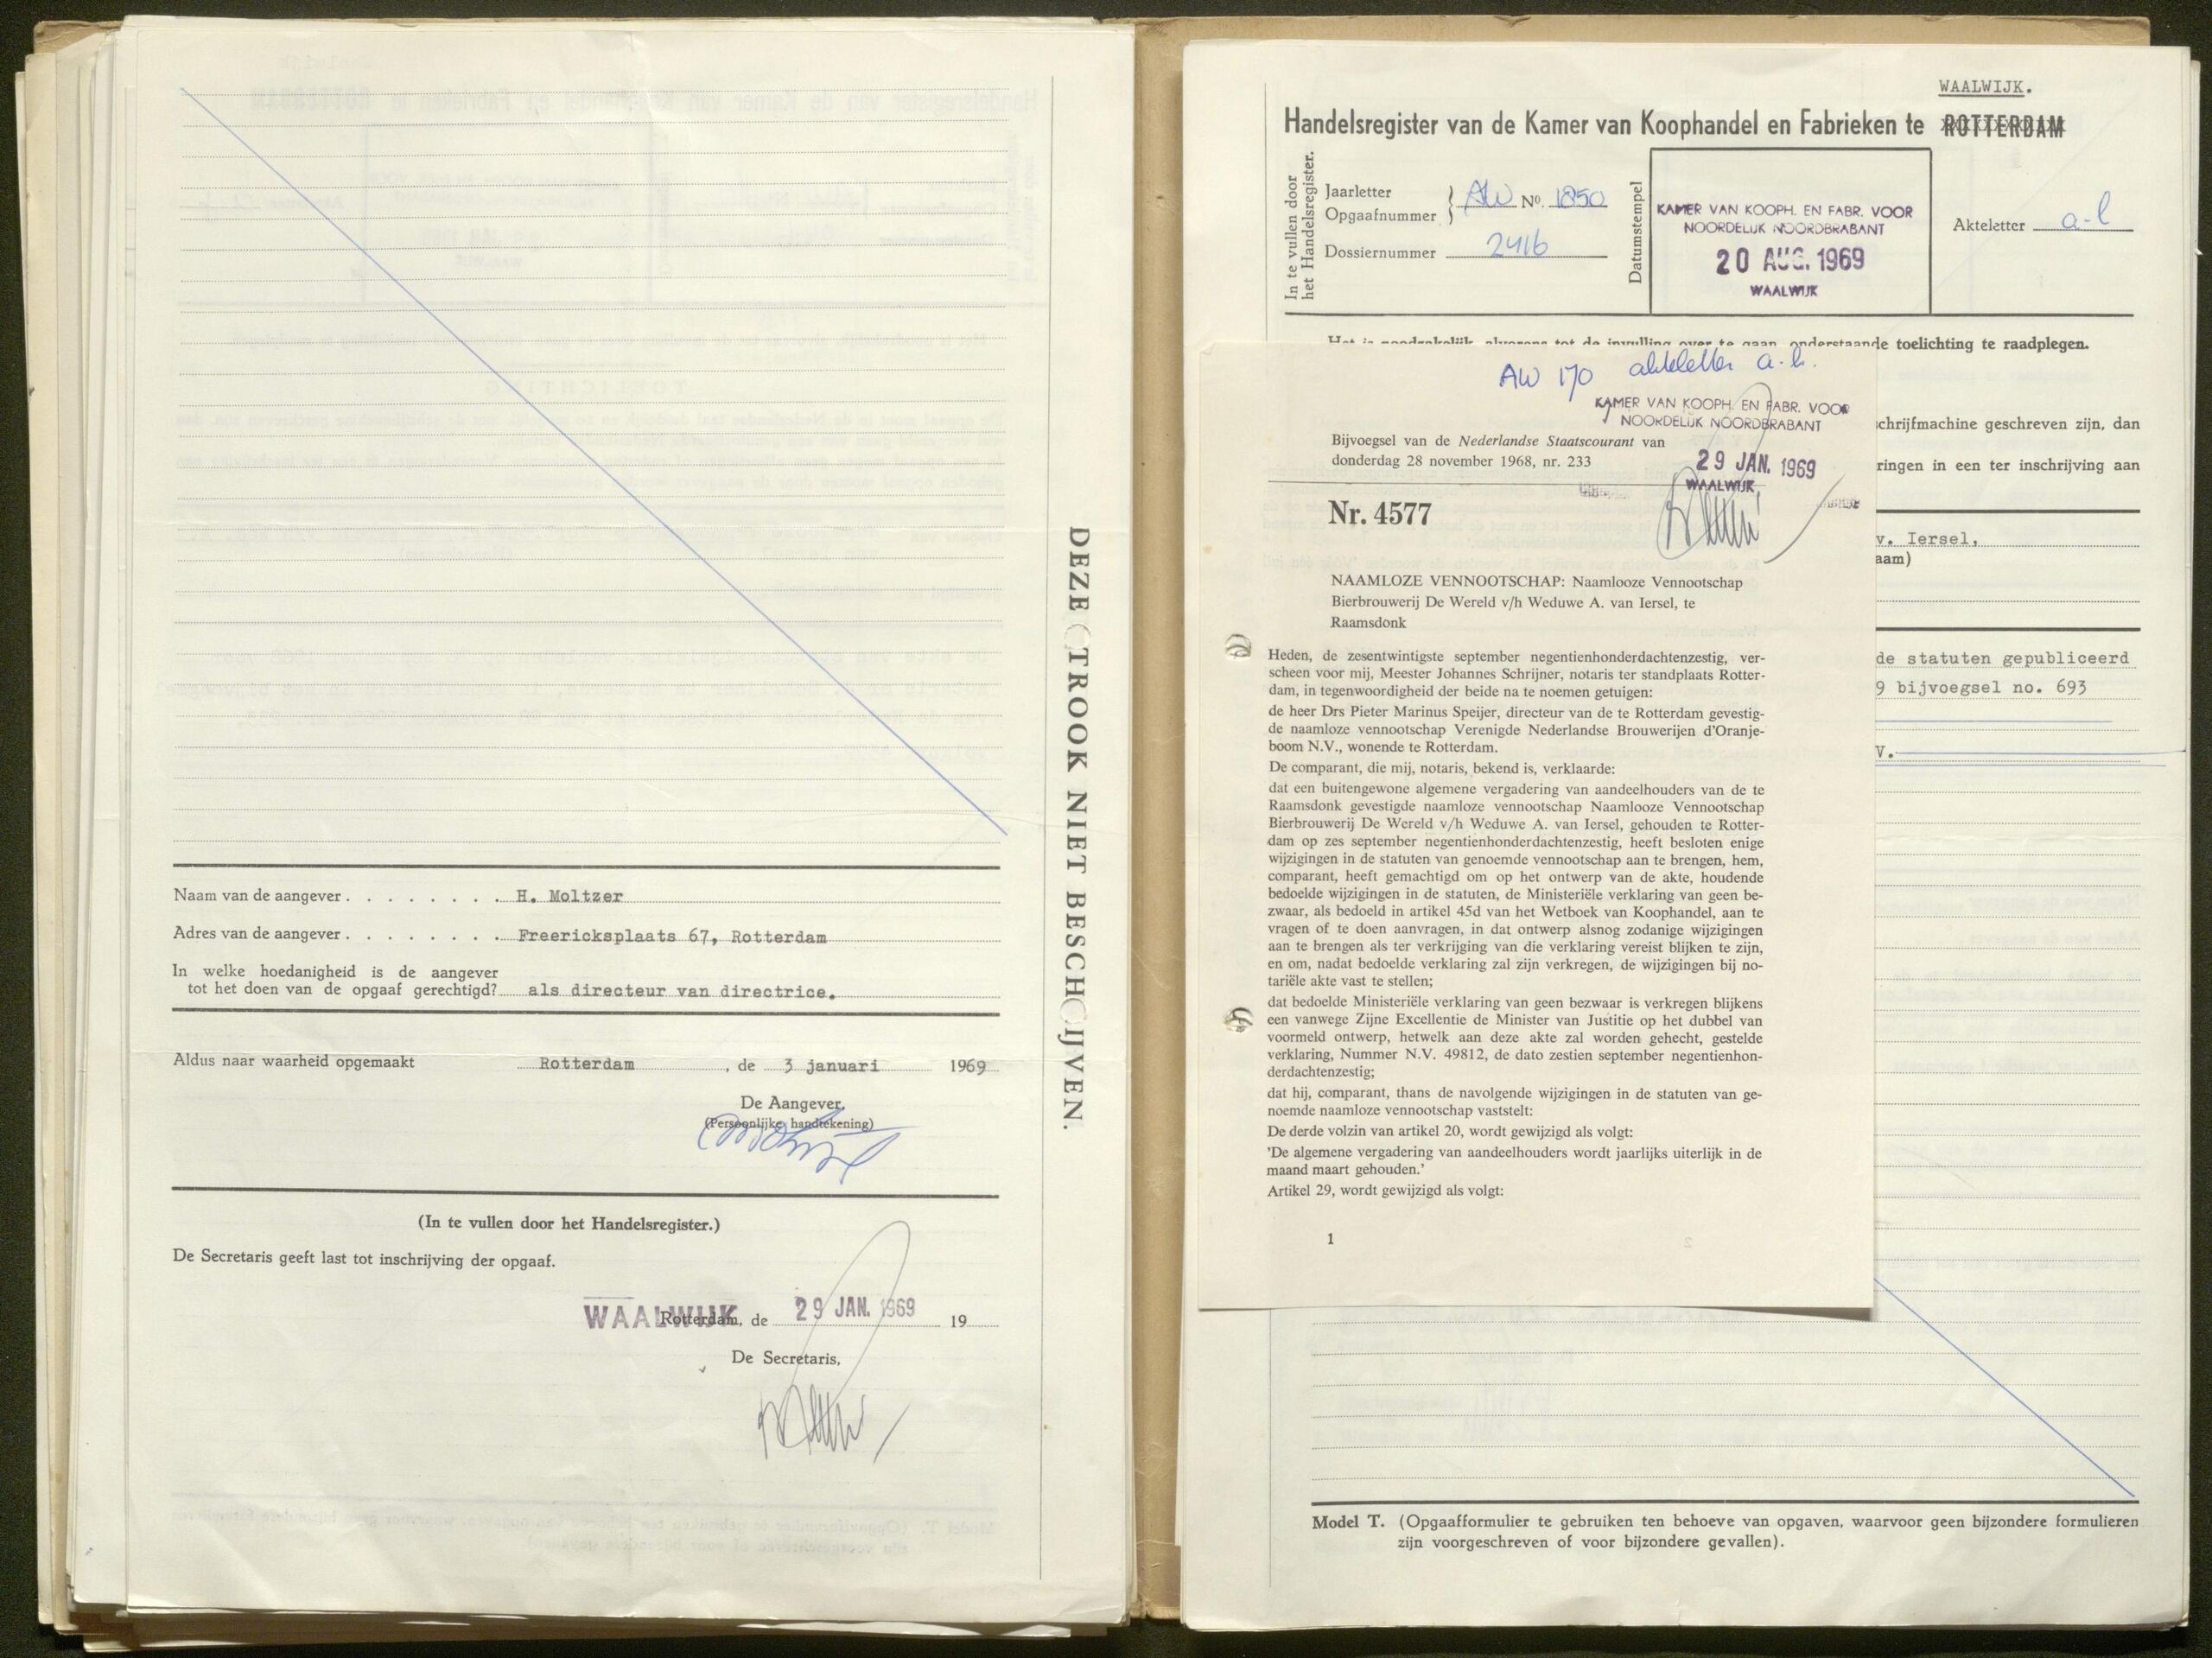 Naam van de aangever . . . . . . . . H. Moltzer
Adres van de aangever . . . . . . . . Freericksplaats 67, Rotterdam
In welke hoedanigheid is de aangever
tot het doen van de opgaaf gerechtigd? als directeur van directrice.
Aldus naar waarheid opgemaakt Rotterdam , de 3 januari 1969
De Aangever,
(Persoonlijke handtekening)
(In te vullen door het Handelsregister.)
De Secretaris geeft last tot inschrijving der opgaaf.
WAALWIJK Rotterdam, de 29 JAN. 1969 19
De Secretaris,
DEZE STROOK NIET BESCHRIJVEN.
WAALWIJK.
Handelsregister van de Kamer van Koophandel en Fabrieken te ROTTERDAM
In te vullen door
het Handelsregister.
Jaarletter
Opgaafnummer } AW No. 1850
Dossiernummer 2416
Datumstempel
KAMER VAN KOOPH. EN FABR. VOOR
NOORDELIJK NOORDBRABANT
20 AUG. 1969
WAALWIJK
Akteletter a-l
Het is noodzakelijk alvorens tot de invulling over te gaan onderstaande toelichting te raadplegen.
chrijfmachine geschreven zijn, dan
ringen in een ter inschrijving aan
v. Iersel,
aam)
de statuten gepubliceerd
9 bijvoegsel no. 693
V.
AW 170 akteletter a-k.
KAMER VAN KOOPH. EN FABR. VOOR
NOORDELIJK NOORDBRABANT
29 JAN. 1969
WAALWIJK
Bijvoegsel van de Nederlandse Staatscourant van
donderdag 28 november 1968, nr. 233
Nr. 4577
NAAMLOZE VENNOOTSCHAP: Naamlooze Vennootschap
Bierbrouwerij De Wereld v/h Weduwe A. van Iersel, te
Raamsdonk
Heden, de zesentwintigste september negentienhonderdachtenzestig, ver-
scheen voor mij, Meester Johannes Schrijner, notaris ter standplaats Rotter-
dam, in tegenwoordigheid der beide na te noemen getuigen:
de heer Drs Pieter Marinus Speijer, directeur van de te Rotterdam gevestig-
de naamloze vennootschap Verenigde Nederlandse Brouwerijen d'Oranje-
boom N.V., wonende te Rotterdam.
De comparant, die mij, notaris, bekend is, verklaarde:
dat een buitengewone algemene vergadering van aandeelhouders van de te
Raamsdonk gevestigde naamloze vennootschap Naamlooze Vennootschap
Bierbrouwerij De Wereld v/h Weduwe A. van Iersel, gehouden te Rotter-
dam op zes september negentienhonderdachtenzestig, heeft besloten enige
wijzigingen in de statuten van genoemde vennootschap aan te brengen, hem,
comparant, heeft gemachtigd om op het ontwerp van de akte, houdende
bedoelde wijzigingen in de statuten, de Ministeriële verklaring van geen be-
zwaar, als bedoeld in artikel 45d van het Wetboek van Koophandel, aan te
vragen of te doen aanvragen, in dat ontwerp alsnog zodanige wijzigingen
aan te brengen als ter verkrijging van die verklaring vereist blijken te zijn,
en om, nadat bedoelde verklaring zal zijn verkregen, de wijzigingen bij no-
tariële akte vast te stellen;
dat bedoelde Ministeriële verklaring van geen bezwaar is verkregen blijkens
een vanwege Zijne Excellentie de Minister van Justitie op het dubbel van
voormeld ontwerp, hetwelk aan deze akte zal worden gehecht, gestelde
verklaring, Nummer N.V. 49812, de dato zestien september negentienhon-
derdachtenzestig;
dat hij, comparant, thans de navolgende wijzigingen in de statuten van ge-
noemde naamloze vennootschap vaststelt:
De derde volzin van artikel 20, wordt gewijzigd als volgt:
'De algemene vergadering van aandeelhouders wordt jaarlijks uiterlijk in de
maand maart gehouden.'
Artikel 29, wordt gewijzigd als volgt:
1
Model T. (Opgaafformulier te gebruiken ten behoeve van opgaven, waarvoor geen bijzondere formulieren
zijn voorgeschreven of voor bijzondere gevallen).